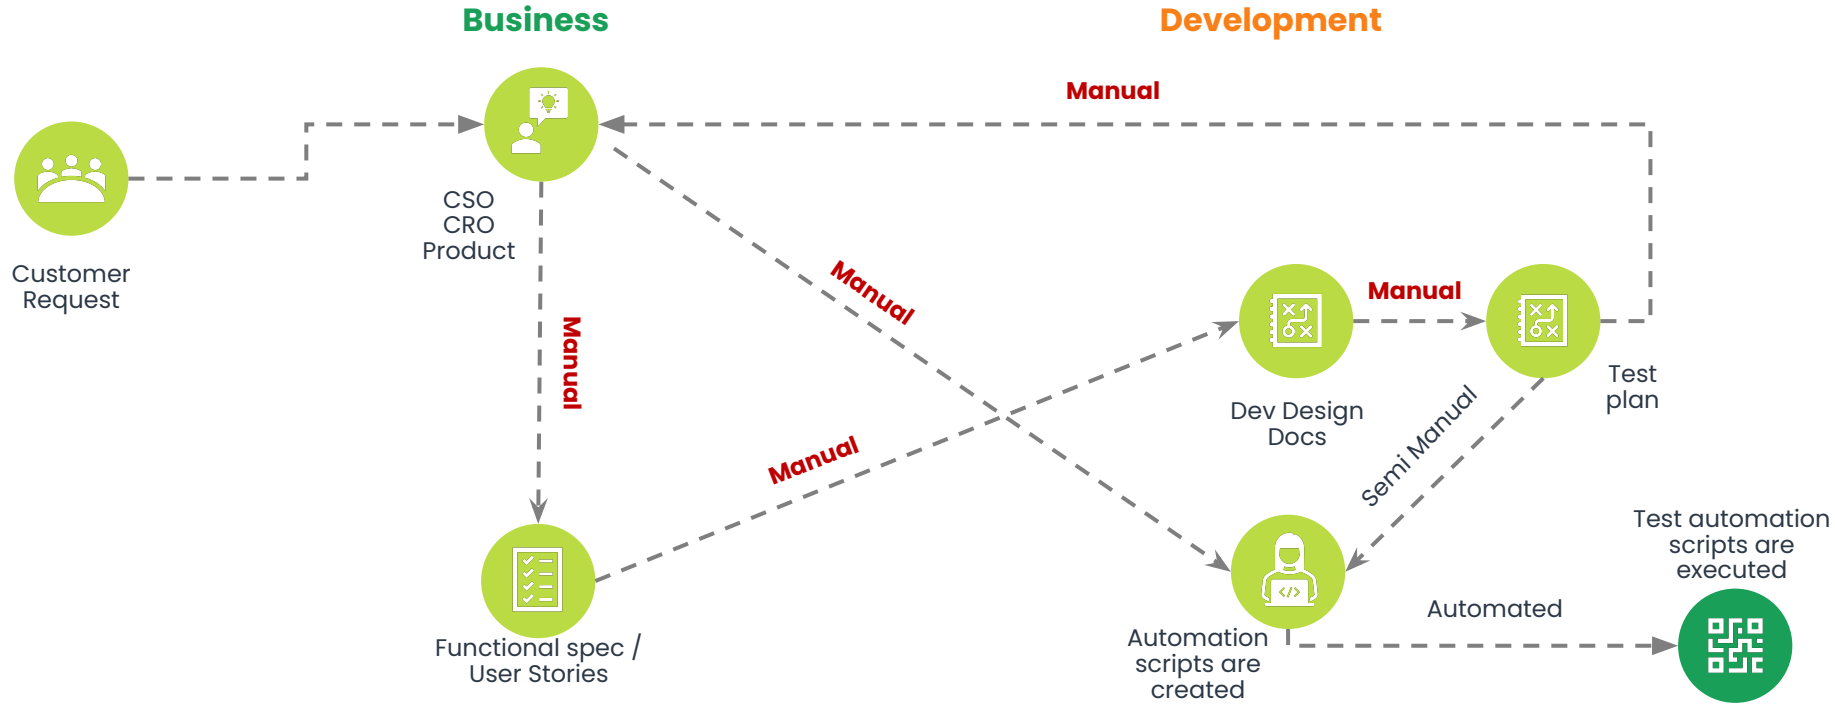 Business
Development
Manual
CSO
CRO
Product
Customer
Request
Manual
Manual
Manual
Test
plan
Dev Design
Docs
Semi Manual
Manual
Test automation
scripts are
executed
Automated
Functional spec /
User Stories
Automation
scripts are
created